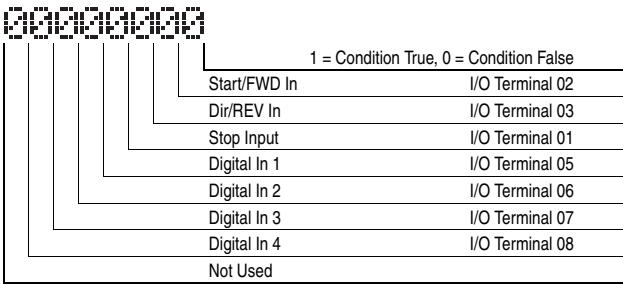 00000000
1 = Condition True, 0 = Condition False
Start/FWD In I/O Terminal 02
Dir/REV In I/O Terminal 03
Stop Input I/O Terminal 01
Digital In 1 I/O Terminal 05
Digital In 2 I/O Terminal 06
Digital In 3 I/O Terminal 07
Digital In 4 I/O Terminal 08
Not Used